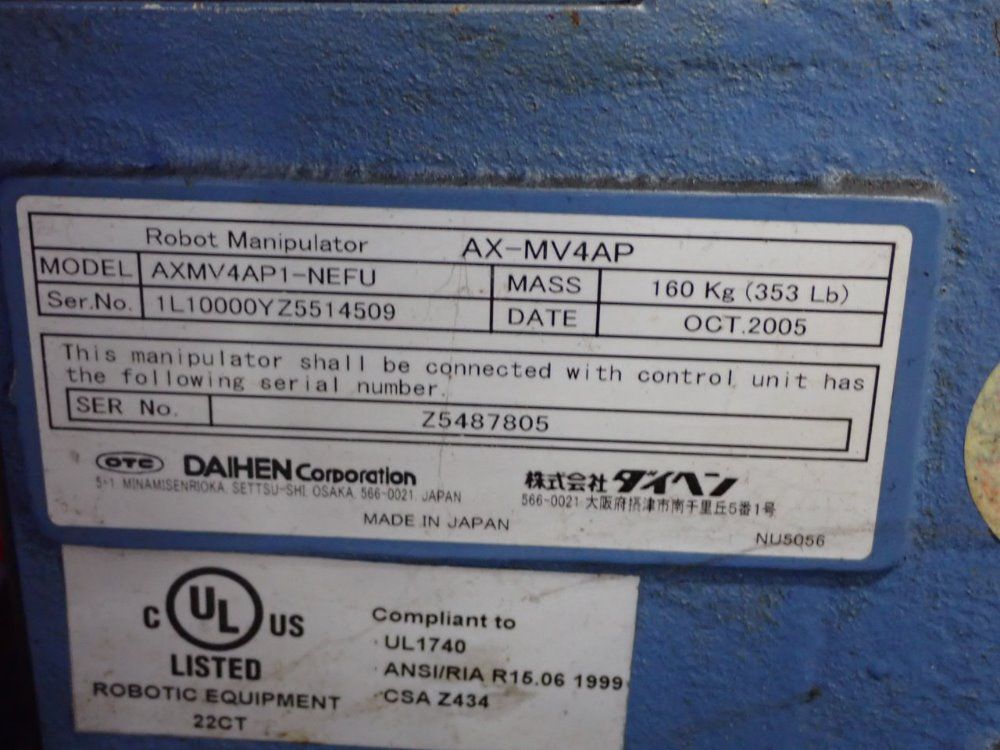 Robot Manipulator AX-MV4AP
MODEL AXMV4AP1-NEFU MASS 160 Kg (353 Lb)
Ser.No. 1L10000YZ5514509 DATE OCT.2005
This manipulator shall be connected with control unit has
the following serial number.
SER No. Z5487805
OTC DAIHEN Corporation 株式会社 ダイヘン
5-1 MINAMISENRIOKA, SETTSU-SHI, OSAKA, 566-0021, JAPAN 566-0021 大阪府摂津市南千里丘5番1号
MADE IN JAPAN
NU5056
C UL US
LISTED
ROBOTIC EQUIPMENT
22CT
Compliant to
· UL1740
· ANSI/RIA R15.06 1999
· CSA Z434